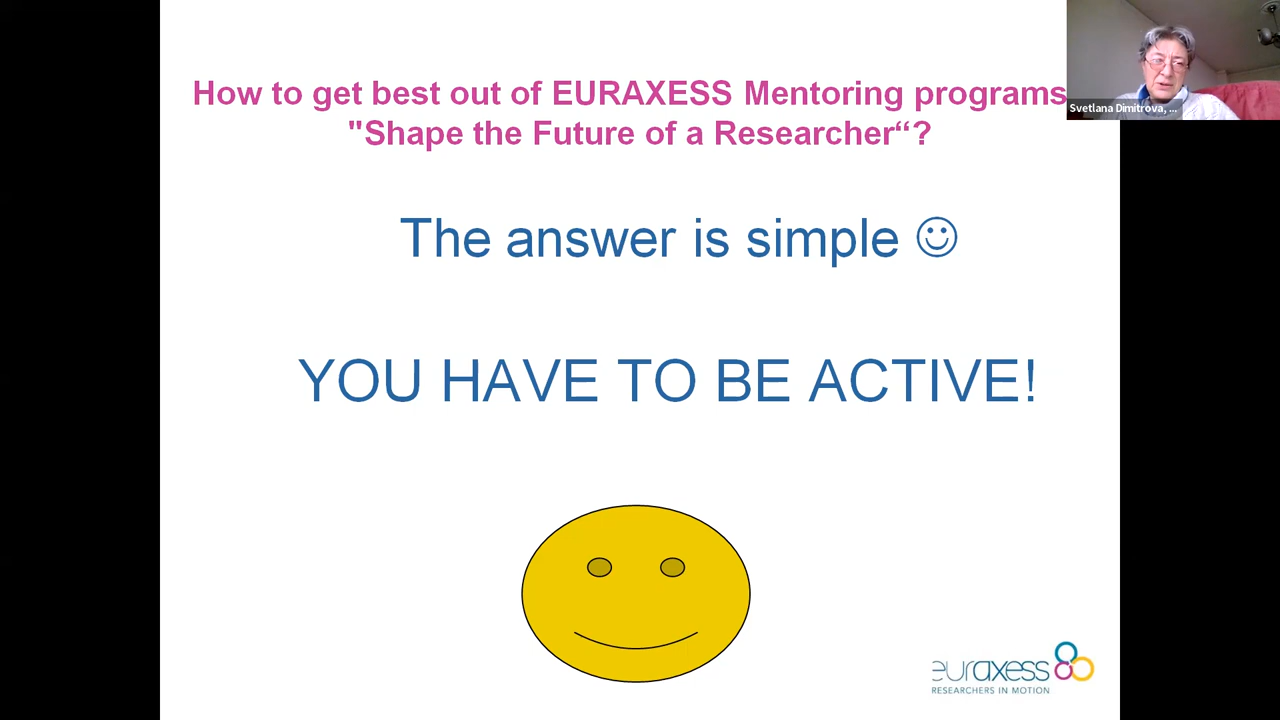 How to get best out of EURAXESS Mentoring programs
"Shape the Future of a Researcher“?
Svetlana Dimitrova, ...
The answer is simple ☺
YOU HAVE TO BE ACTIVE!
euraxess
RESEARCHERS IN MOTION